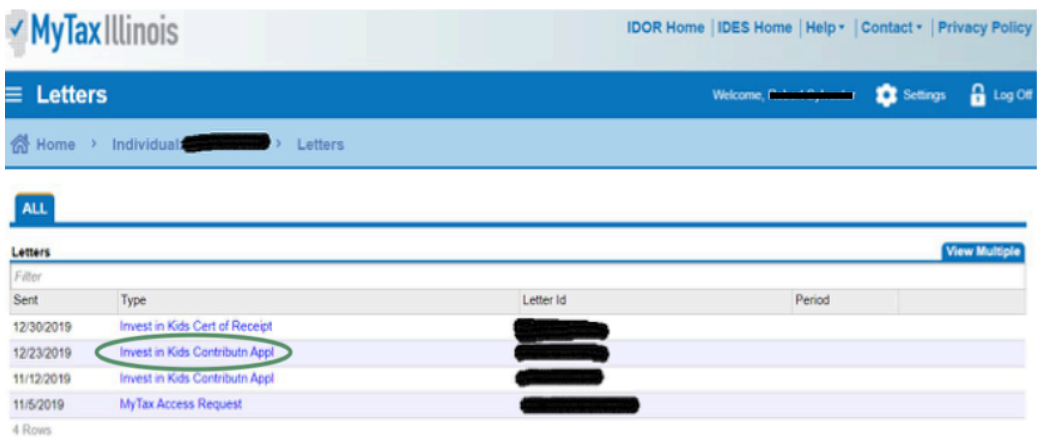 MyTax Illinois
IDOR Home | IDES Home | Help | Contact | Privacy Policy
Letters
Welcome, Settings Log Off
Home > Individual: > Letters
ALL
Letters View Multiple
Filter
Sent Type Letter Id Period
12/30/2019 Invest in Kids Cert of Receipt
12/23/2019 Invest in Kids Contributn Appl
11/12/2019 Invest in Kids Contributn Appl
11/5/2019 MyTax Access Request
4 Rows